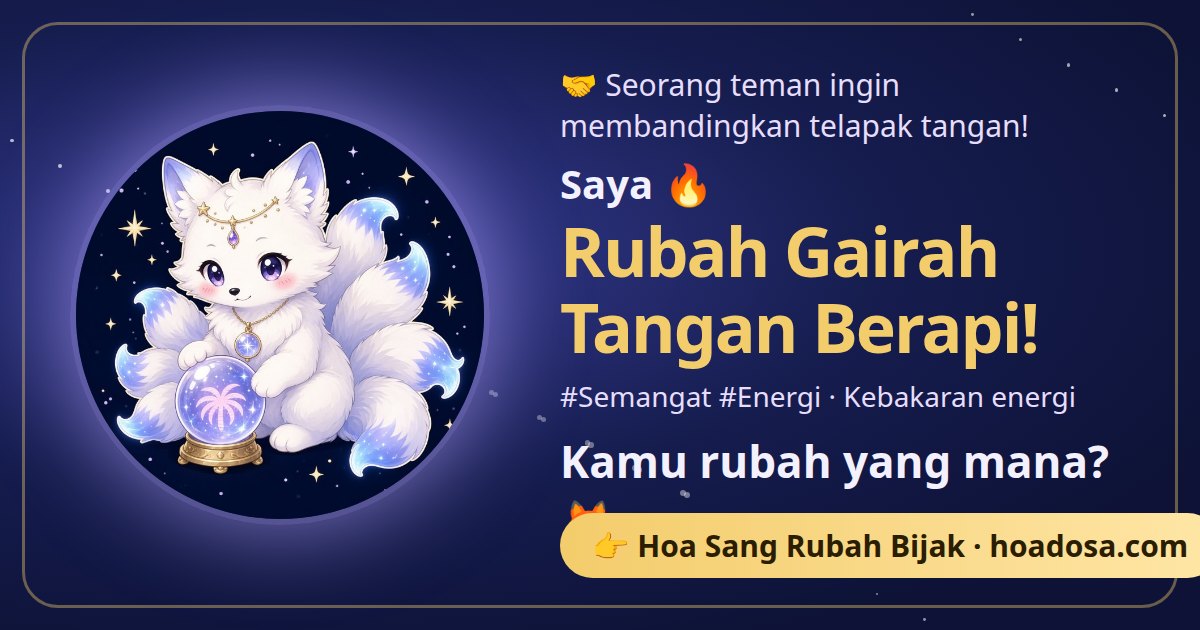 🤝 Seorang teman ingin
membandingkan telapak tangan!
Saya 🔥
Rubah Gairah
Tangan Berapi!
#Semangat #Energi · Kebakaran energi
Kamu rubah yang mana?
🦊
👉 Hoa Sang Rubah Bijak · hoadosa.com